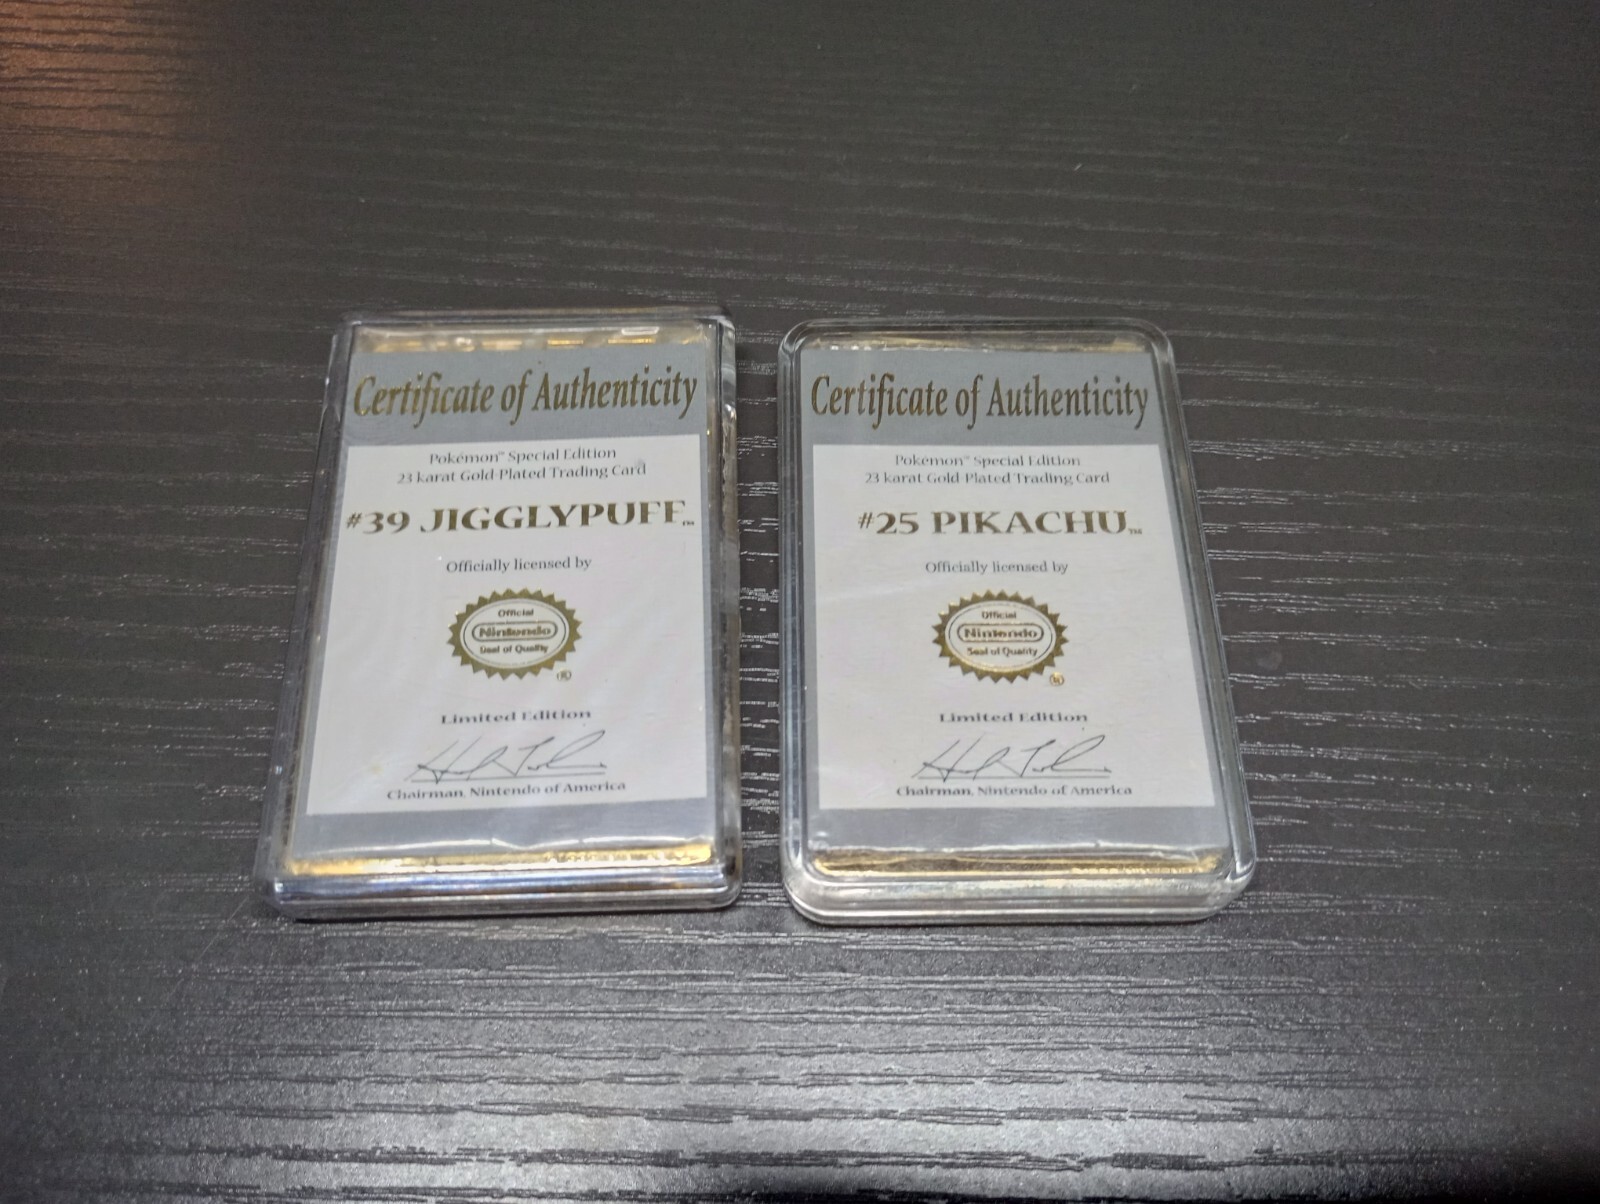 Certificate of Authenticity
Pokémon™ Special Edition
23 karat Gold-Plated Trading Card
#39 JIGGLYPUFF™
Officially licensed by
Official
Nintendo
Seal of Quality
®
Limited Edition
Chairman, Nintendo of America
Certificate of Authenticity
Pokémon™ Special Edition
23 karat Gold-Plated Trading Card
#25 PIKACHU™
Officially licensed by
Official
Nintendo
Seal of Quality
®
Limited Edition
Chairman, Nintendo of America